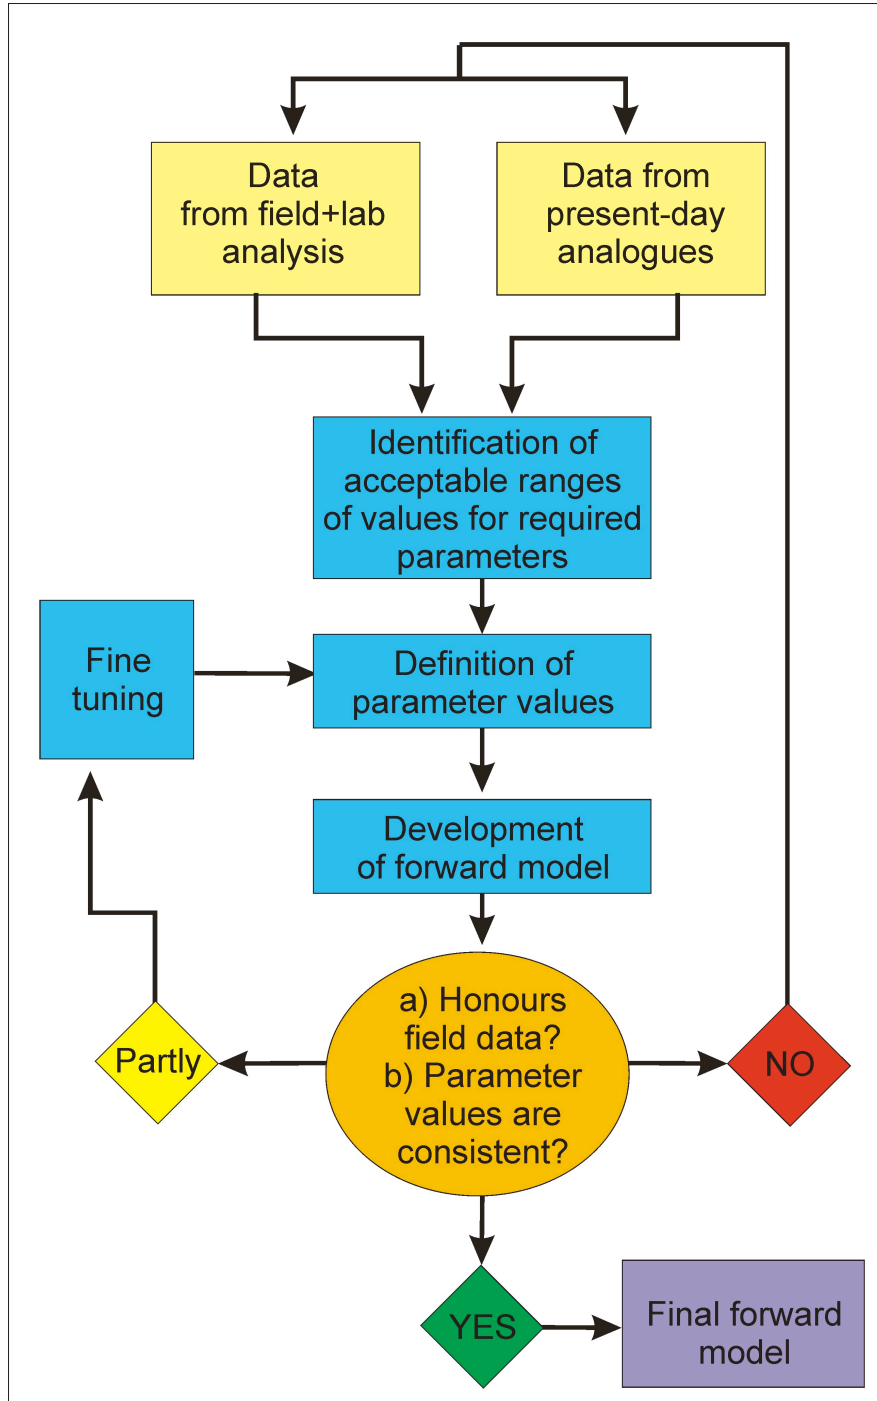 Data
from field+lab
analysis
Data from
present-day
analogues
Identification of
acceptable ranges
of values for required
parameters
Fine
tuning
Definition of
parameter values
Development
of forward model
a) Honours
field data?
b) Parameter
values are
consistent?
Partly
NO
YES
Final forward
model